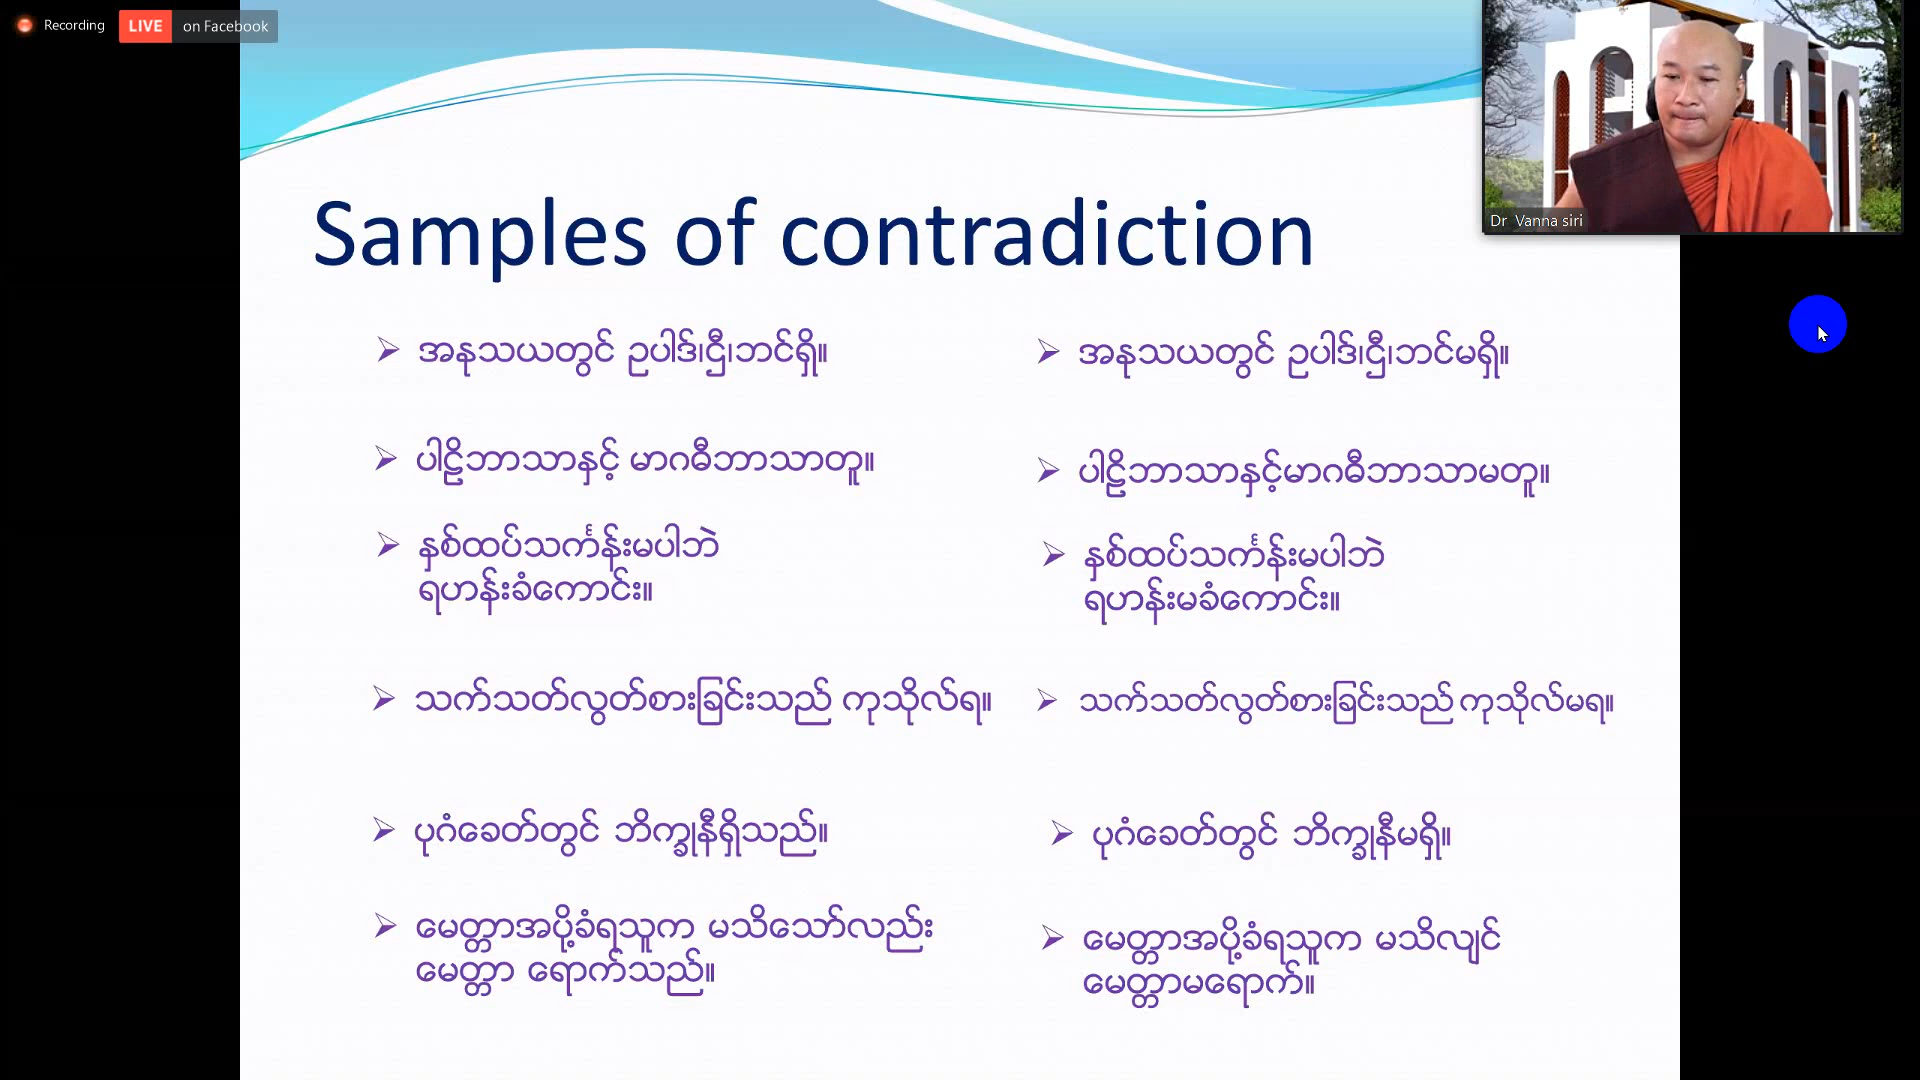 Recording LIVE on Facebook
Dr Vanna siri
Samples of contradiction
အနုသယတွင် ဥပါဒ်၊ဌီ၊ဘင်ရှိ။
ပါဠိဘာသာနှင့် မာဂဓီဘာသာတူ။
နှစ်ထပ်သင်္ကန်းမပါဘဲ
ရဟန်းခံကောင်း။
သက်သတ်လွတ်စားခြင်းသည် ကုသိုလ်ရ။
ပုဂံခေတ်တွင် ဘိက္ခုနီရှိသည်။
မေတ္တာအပို့ခံရသူက မသိသော်လည်း
မေတ္တာ ရောက်သည်။
အနုသယတွင် ဥပါဒ်၊ဌီ၊ဘင်မရှိ။
ပါဠိဘာသာနှင့်မာဂဓီဘာသာမတူ။
နှစ်ထပ်သင်္ကန်းမပါဘဲ
ရဟန်းမခံကောင်း။
သက်သတ်လွတ်စားခြင်းသည် ကုသိုလ်မရ။
ပုဂံခေတ်တွင် ဘိက္ခုနီမရှိ။
မေတ္တာအပို့ခံရသူက မသိလျင်
မေတ္တာမရောက်။